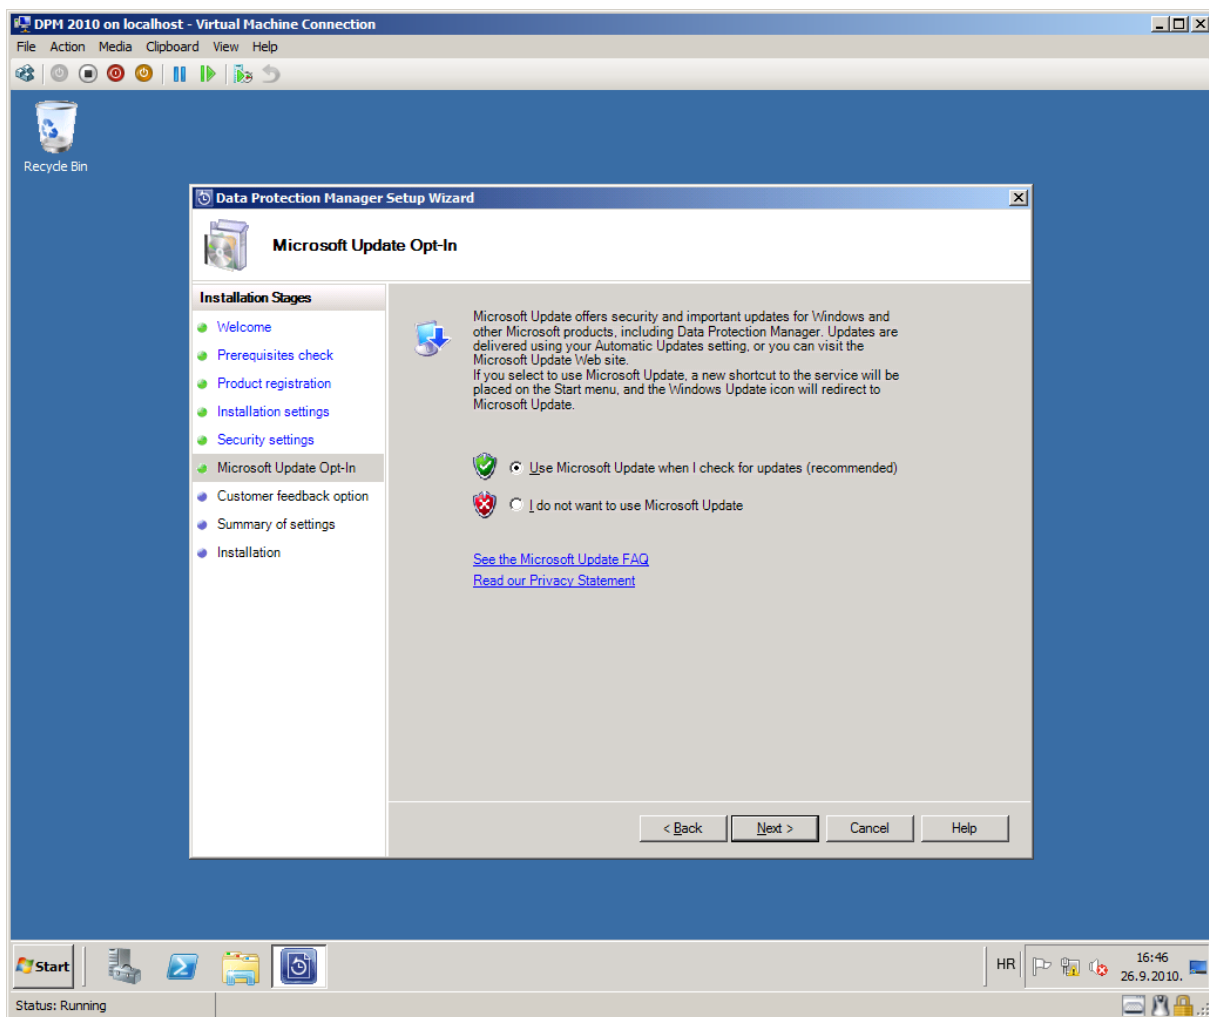 DPM 2010 on localhost - Virtual Machine Connection
File Action Media Clipboard View Help
Recycle Bin
Data Protection Manager Setup Wizard
Microsoft Update Opt-In
Installation Stages
Welcome
Prerequisites check
Product registration
Installation settings
Security settings
Microsoft Update Opt-In
Customer feedback option
Summary of settings
Installation
Microsoft Update offers security and important updates for Windows and
other Microsoft products, including Data Protection Manager. Updates are
delivered using your Automatic Updates setting, or you can visit the
Microsoft Update Web site.
If you select to use Microsoft Update, a new shortcut to the service will be
placed on the Start menu, and the Windows Update icon will redirect to
Microsoft Update.
Use Microsoft Update when I check for updates (recommended)
I do not want to use Microsoft Update
See the Microsoft Update FAQ
Read our Privacy Statement
< Back
Next >
Cancel
Help
Start
HR
16:46
26.9.2010.
Status: Running